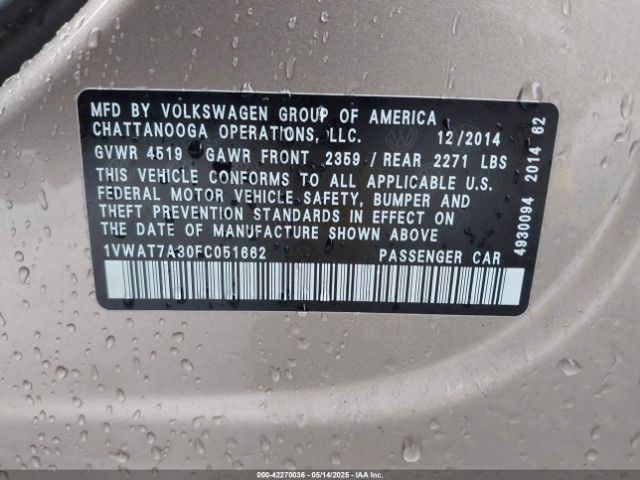 MFD BY VOLKSWAGEN GROUP OF AMERICA
CHATTANOOGA OPERATIONS, LLC. 12/2014
GVWR 4519 GAWR FRONT 2359 / REAR 2271 LBS
THIS VEHICLE CONFORMS TO ALL APPLICABLE U.S.
FEDERAL MOTOR VEHICLE SAFETY, BUMPER AND
THEFT PREVENTION STANDARDS IN EFFECT ON
THE DATE OF MANUFACTURE SHOWN ABOVE
1VWAT7A30FC051662 PASSENGER CAR
4930094 2014 62
000-42270036 - 05/14/2025 - IAA, Inc.